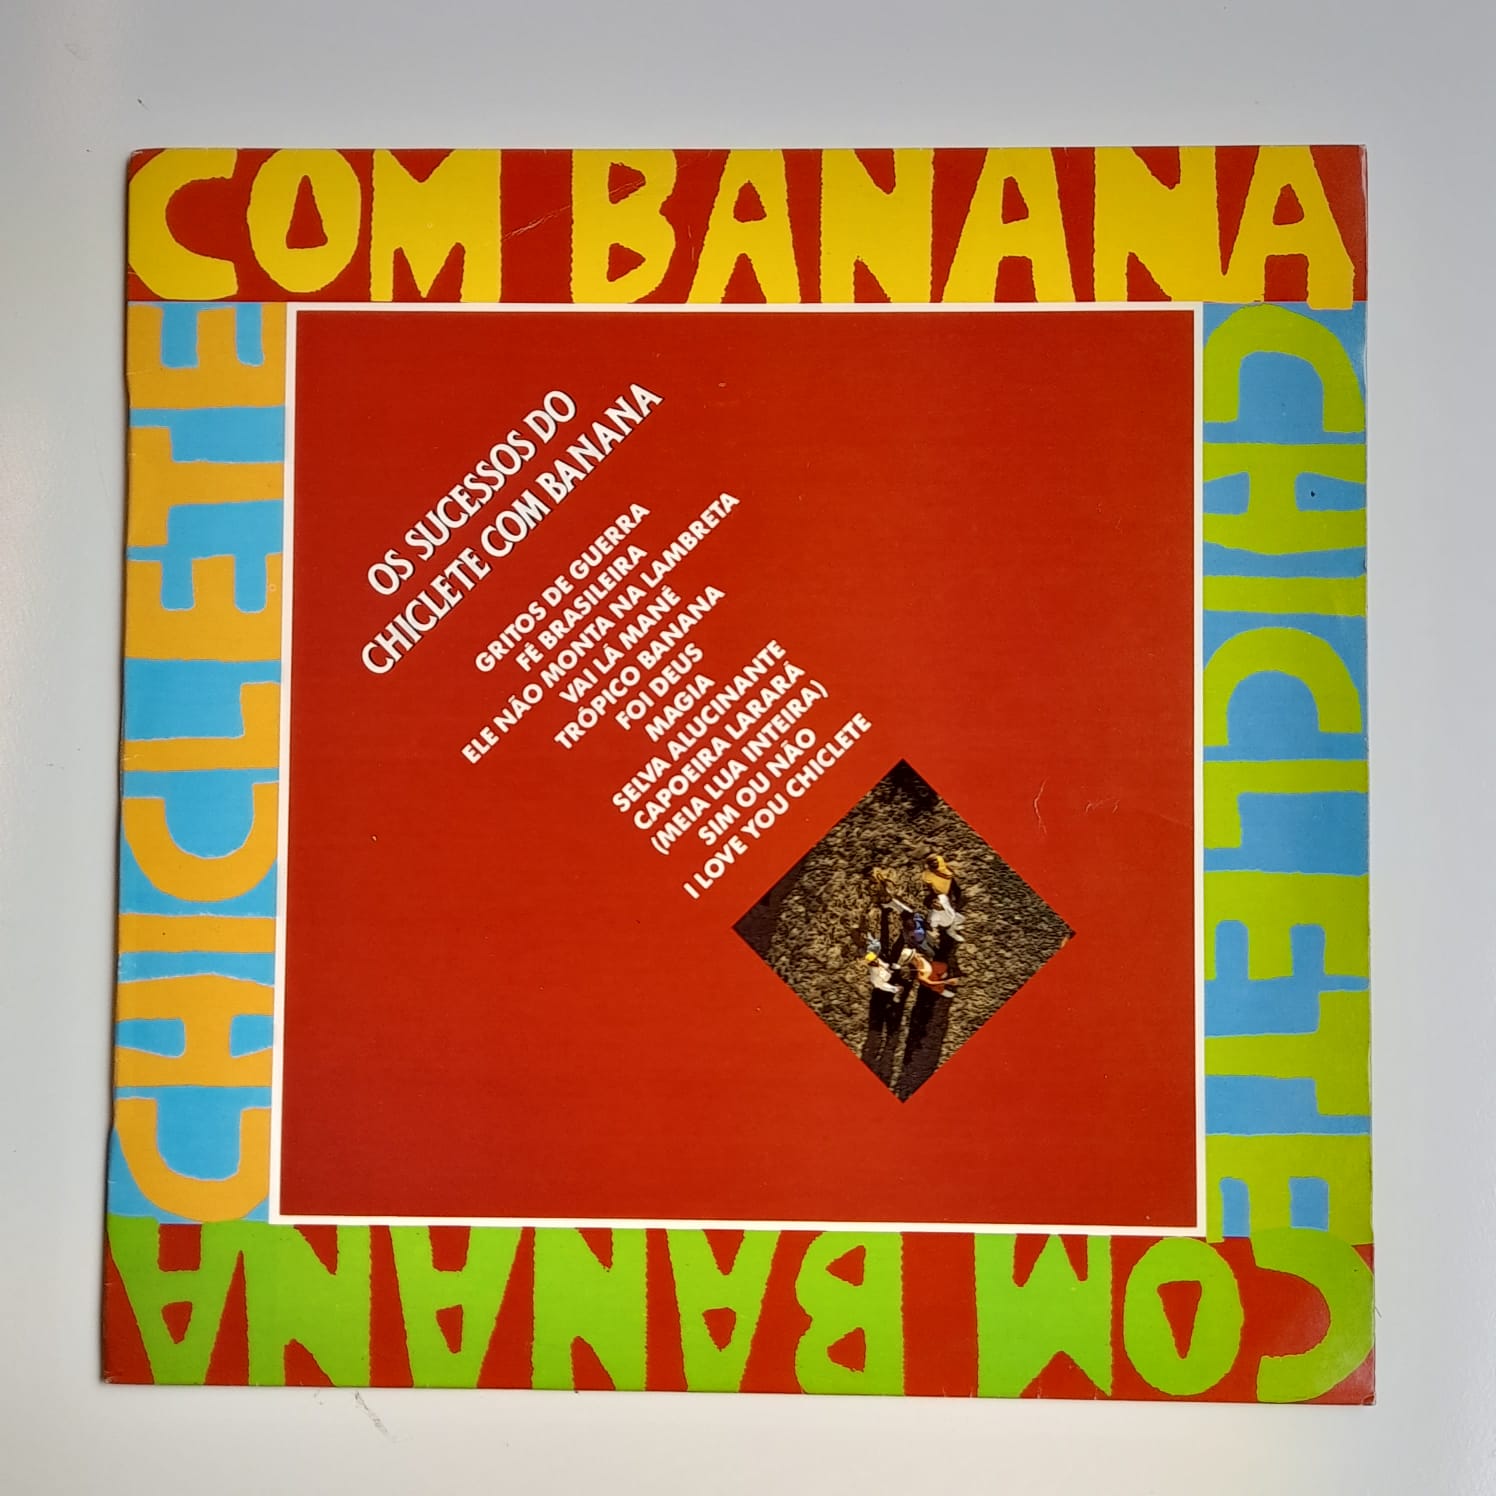 COM BANANA
CHICLETE
CHICLETE
OS SUCESSOS DO
CHICLETE COM BANANA
GRITOS DE GUERRA
FÉ BRASILEIRA
ELE NÃO MONTA NA LAMBRETA
VAI LÁ MANÉ
TRÓPICO BANANA
FOI DEUS
MAGIA
SELVA ALUCINANTE
CAPOEIRA LARARÁ
(MEIA LUA INTEIRA)
SIM OU NÃO
I LOVE YOU CHICLETE
COM BANANA